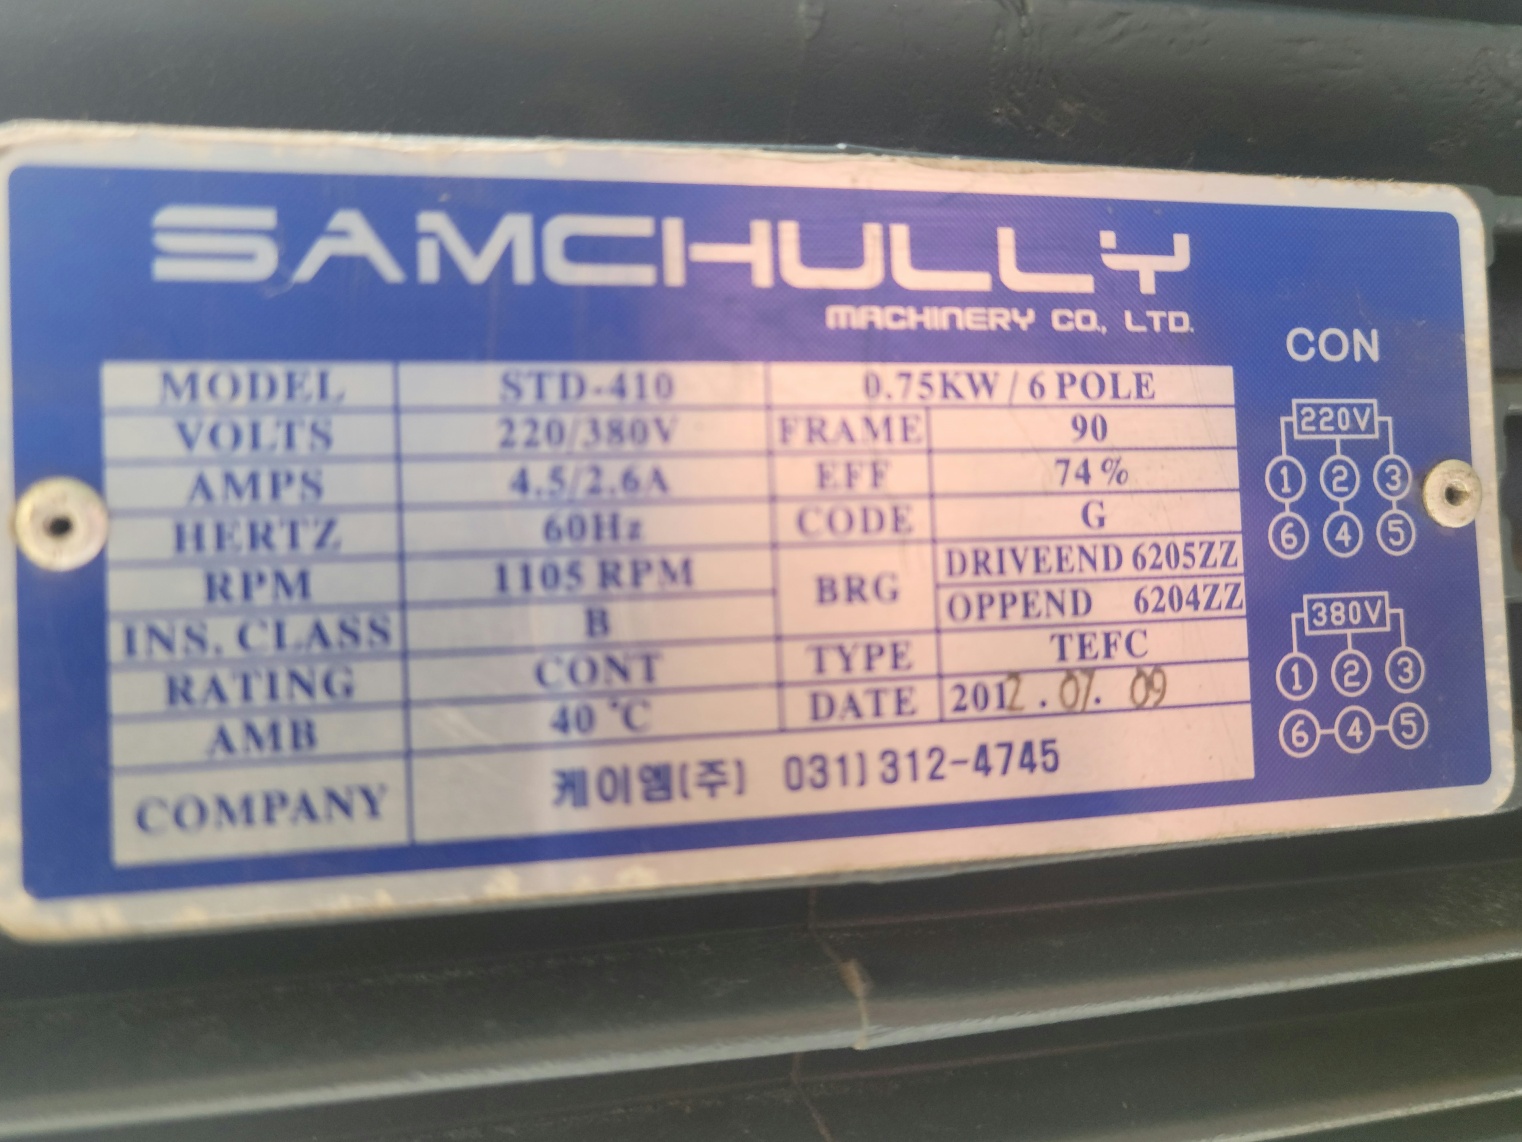 SAMCHULLY
MACHINERY CO., LTD.
CON
MODEL STD-410 0.75KW / 6 POLE
VOLTS 220/380V FRAME 90
AMPS 4.5/2.6A EFF 74%
HERTZ 60Hz CODE G
RPM 1105 RPM BRG DRIVEEND 6205ZZ
OPPEND 6204ZZ
INS. CLASS B
RATING CONT TYPE TEFC
AMB 40 ℃ DATE 2012.07.09
COMPANY 케이엠(주) 031)312-4745
220V
1 2 3
6 4 5
380V
1 2 3
6-4-5